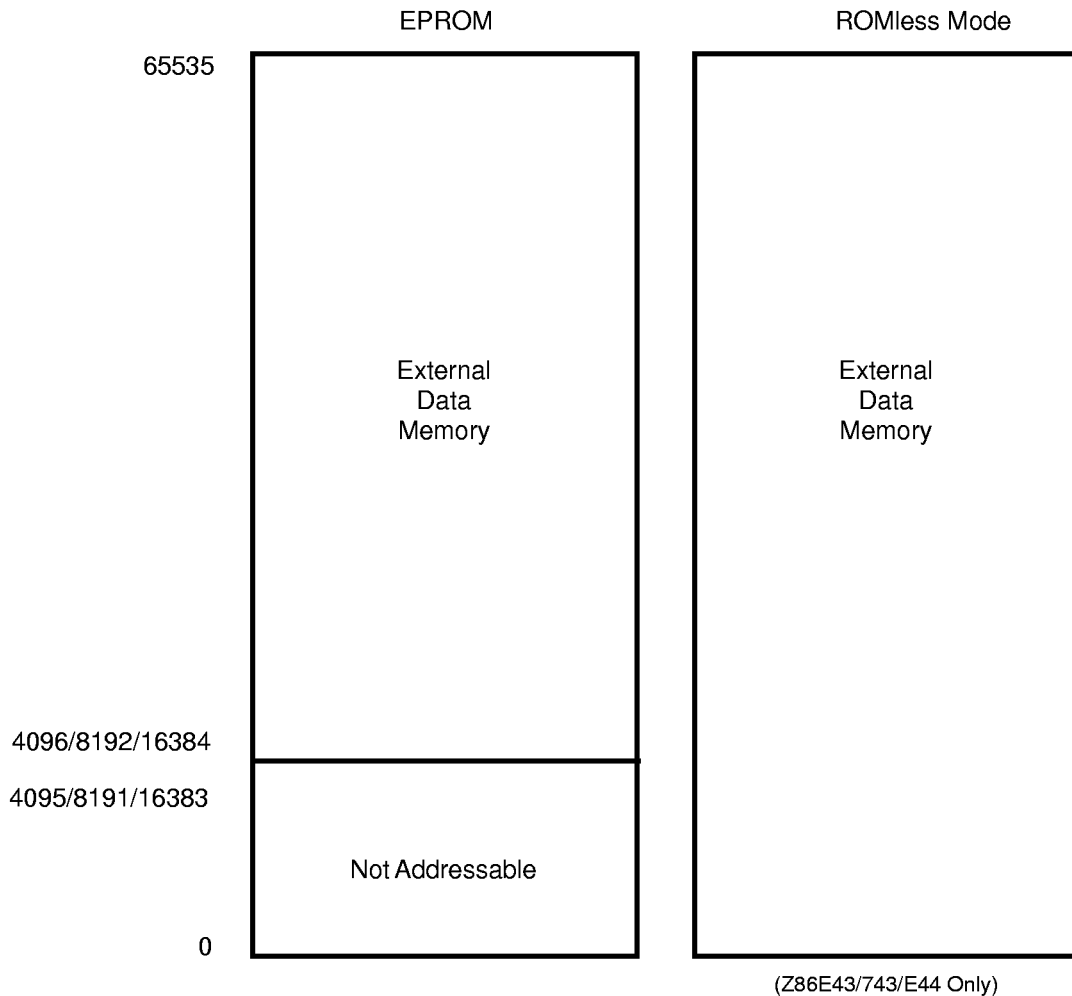 EPROM
ROMless Mode
65535
External
Data
Memory
External
Data
Memory
4096/8192/16384
4095/8191/16383
Not Addressable
0
(Z86E43/743/E44 Only)